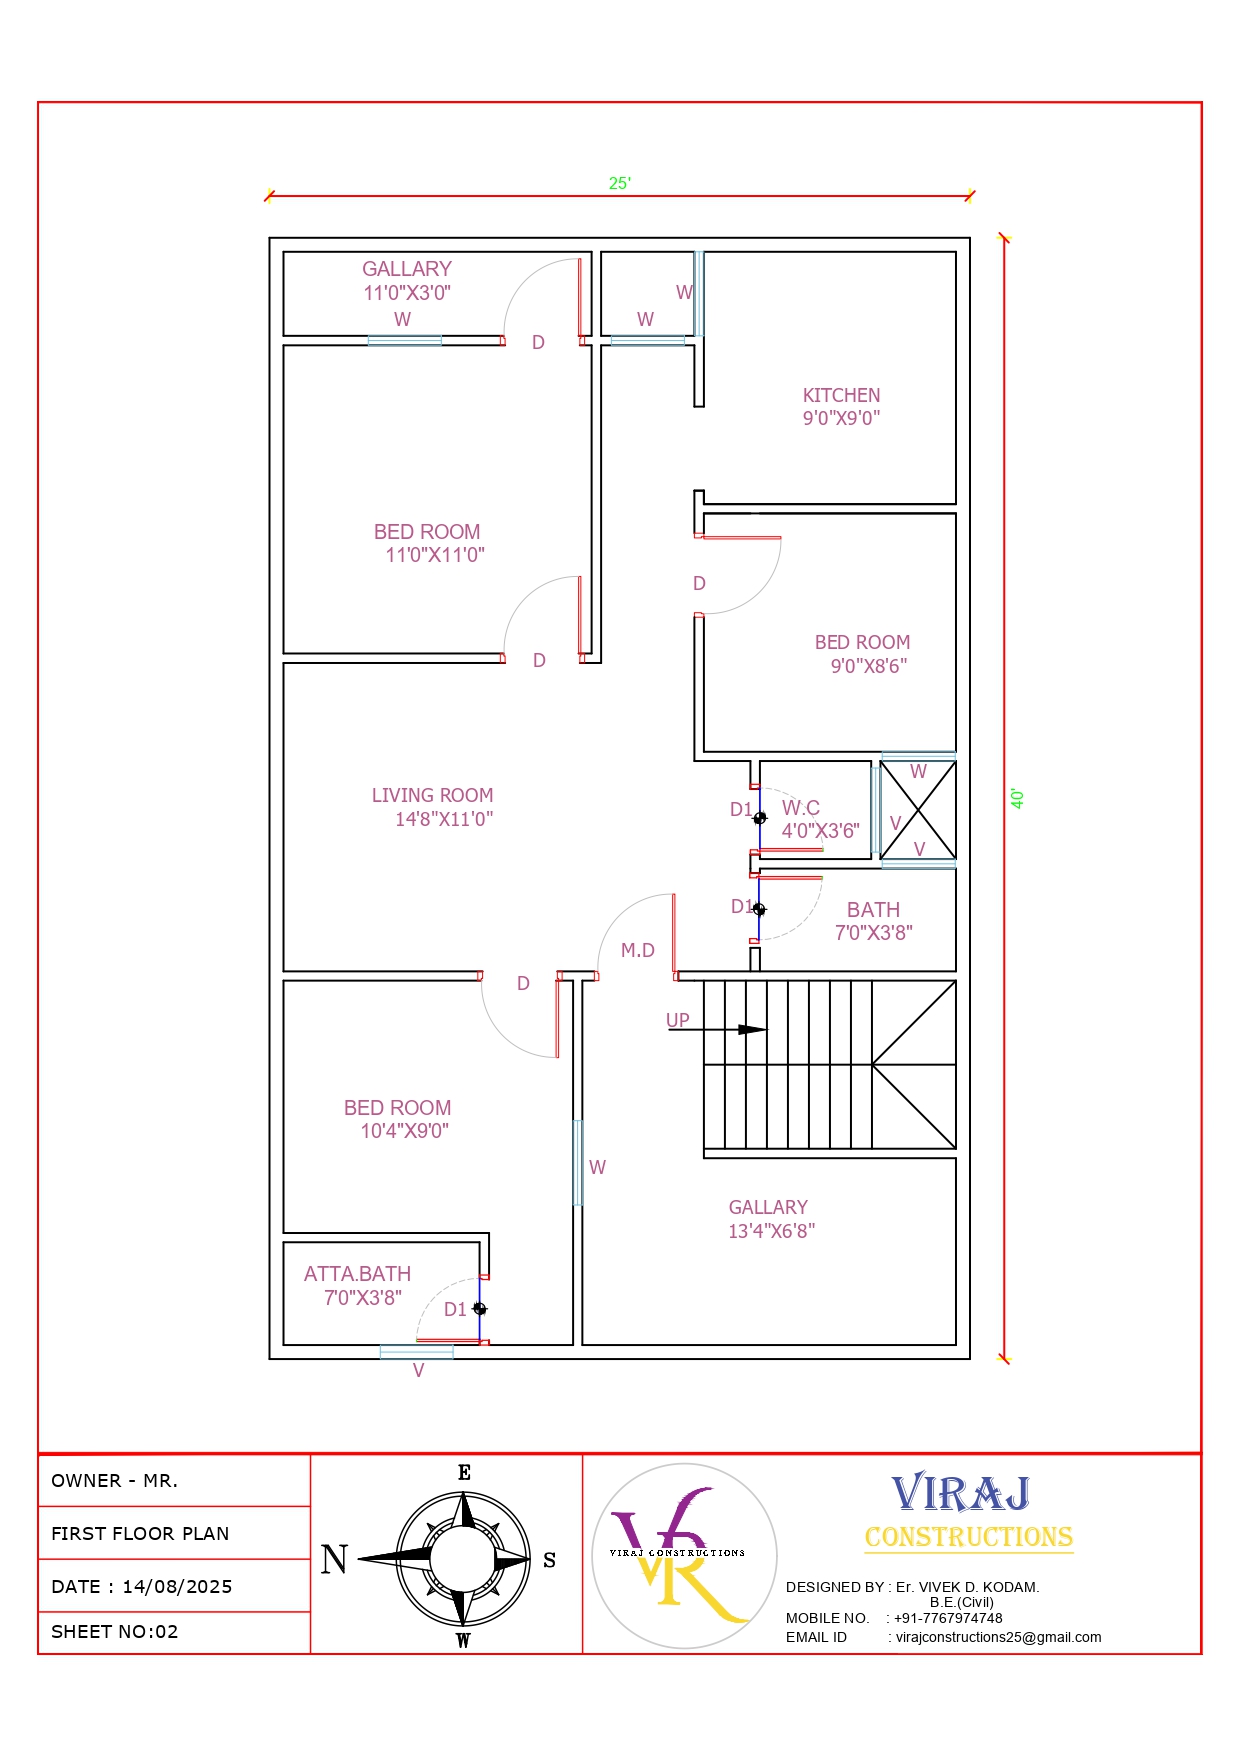 25'
GALLARY
11'0"X3'0"
W
D
W
W
KITCHEN
9'0"X9'0"
BED ROOM
11'0"X11'0"
D
D
BED ROOM
9'0"X8'6"
40'
LIVING ROOM
14'8"X11'0"
D1
W.C
4'0"X3'6"
W
V
V
D1
BATH
7'0"X3'8"
M.D
D
UP
BED ROOM
10'4"X9'0"
W
GALLARY
13'4"X6'8"
ATTA.BATH
7'0"X3'8"
D1
V
OWNER - MR.
FIRST FLOOR PLAN
DATE : 14/08/2025
SHEET NO:02
E
N
S
W
VR
VIRAJ CONSTRUCTIONS
VR
VIRAJ
CONSTRUCTIONS
DESIGNED BY : Er. VIVEK D. KODAM.
B.E.(Civil)
MOBILE NO. : +91-7767974748
EMAIL ID : virajconstructions25@gmail.com